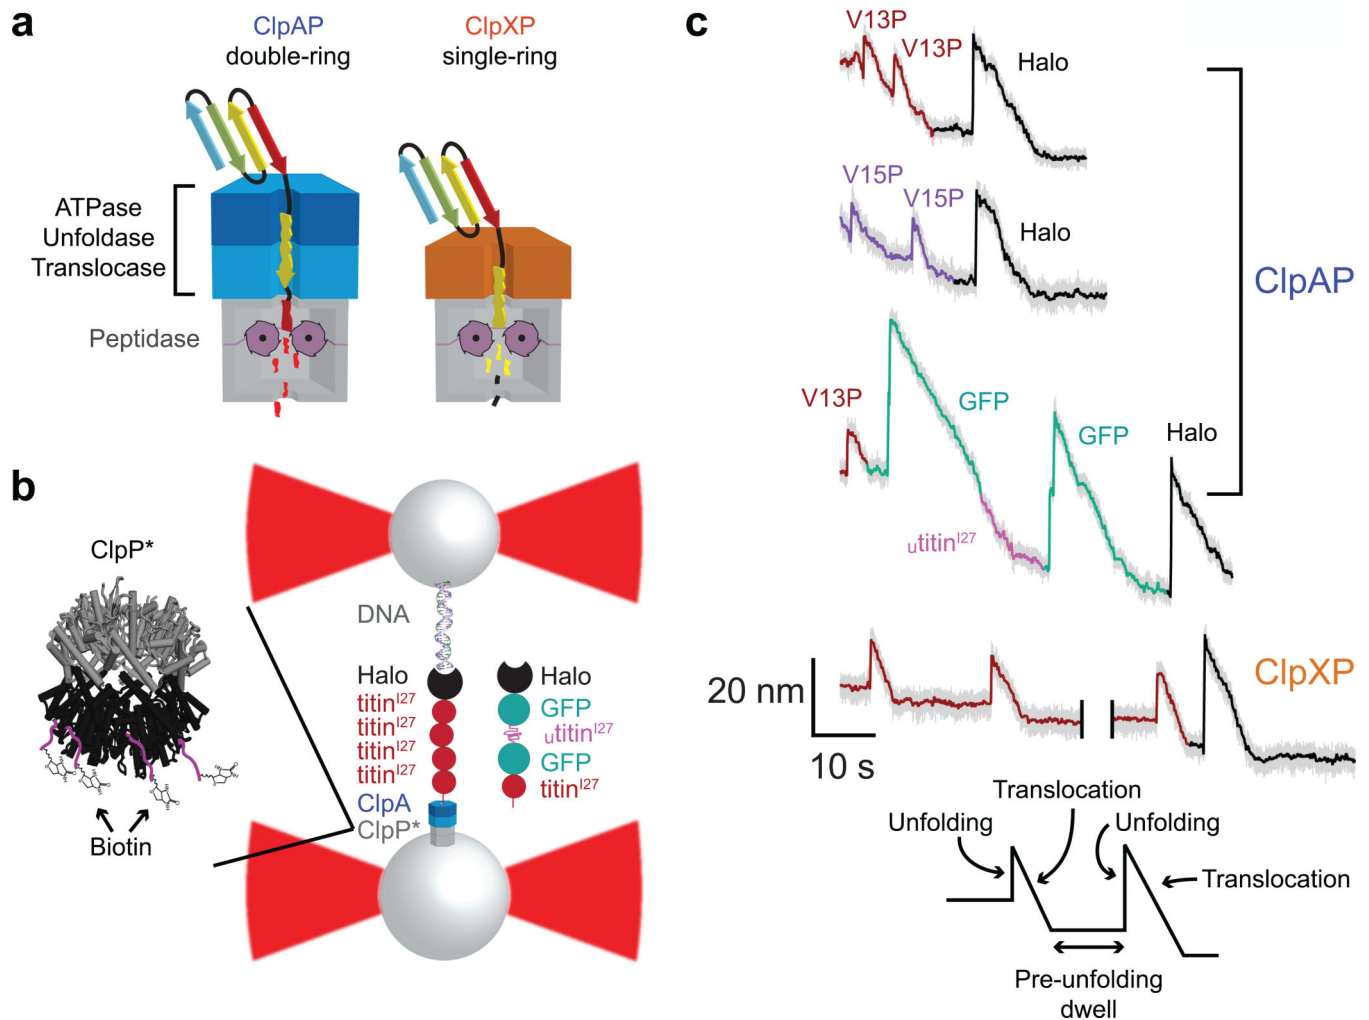 a
ClpAP
double-ring
ClpXP
single-ring
ATPase
Unfoldase
Translocase
Peptidase
b
ClpP*
Biotin
DNA
Halo
titin^I27
titin^I27
titin^I27
titin^I27
ClpA
ClpP*
Halo
GFP
utitin^I27
GFP
titin^I27
c
V13P
V13P
Halo
V15P
V15P
Halo
ClpAP
V13P
GFP
GFP
Halo
utitin^I27
ClpXP
20 nm
10 s
Translocation
Unfolding
Unfolding
Translocation
Pre-unfolding
dwell